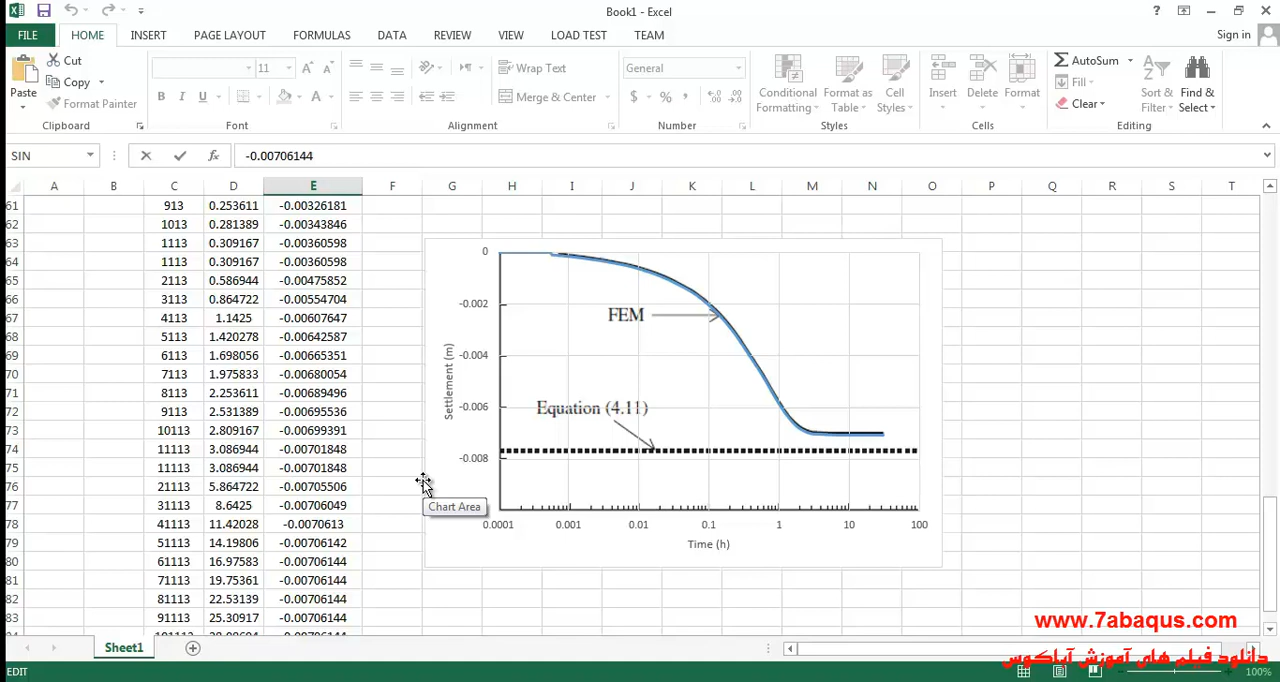 Book1 - Excel
FILE HOME INSERT PAGE LAYOUT FORMULAS DATA REVIEW VIEW LOAD TEST TEAM Sign in
Cut
Copy
Format Painter
Paste
11
B I U
Wrap Text
Merge & Center
General
$ % ,
Conditional Formatting
Format as Table
Cell Styles
Insert Delete Format
AutoSum
Fill
Clear
Sort & Filter
Find & Select
Clipboard Font Alignment Number Styles Cells Editing
SIN fx -0.00706144
A B C D E F G H I J K L M N O P Q R S T
61 913 0.253611 -0.00326181
62 1013 0.281389 -0.00343846
63 1113 0.309167 -0.00360598
64 1113 0.309167 -0.00360598
65 2113 0.586944 -0.00475852
66 3113 0.864722 -0.00554704
67 4113 1.1425 -0.00607647
68 5113 1.420278 -0.00642587
69 6113 1.698056 -0.00665351
70 7113 1.975833 -0.00680054
71 8113 2.253611 -0.00689496
72 9113 2.531389 -0.00695536
73 10113 2.809167 -0.00699391
74 11113 3.086944 -0.00701848
75 11113 3.086944 -0.00701848
76 21113 5.864722 -0.00705506
77 31113 8.6425 -0.00706049
78 41113 11.42028 -0.0070613
79 51113 14.19806 -0.00706142
80 61113 16.97583 -0.00706144
81 71113 19.75361 -0.00706144
82 81113 22.53139 -0.00706144
83 91113 25.30917 -0.00706144
0
-0.002
-0.004
-0.006
-0.008
Settlement (m)
FEM
Equation (4.11)
0.0001 0.001 0.01 0.1 1 10 100
Time (h)
Chart Area
www.7abaqus.com
دانلود فیلم های آموزش آباکوس
Sheet1
EDIT
100%